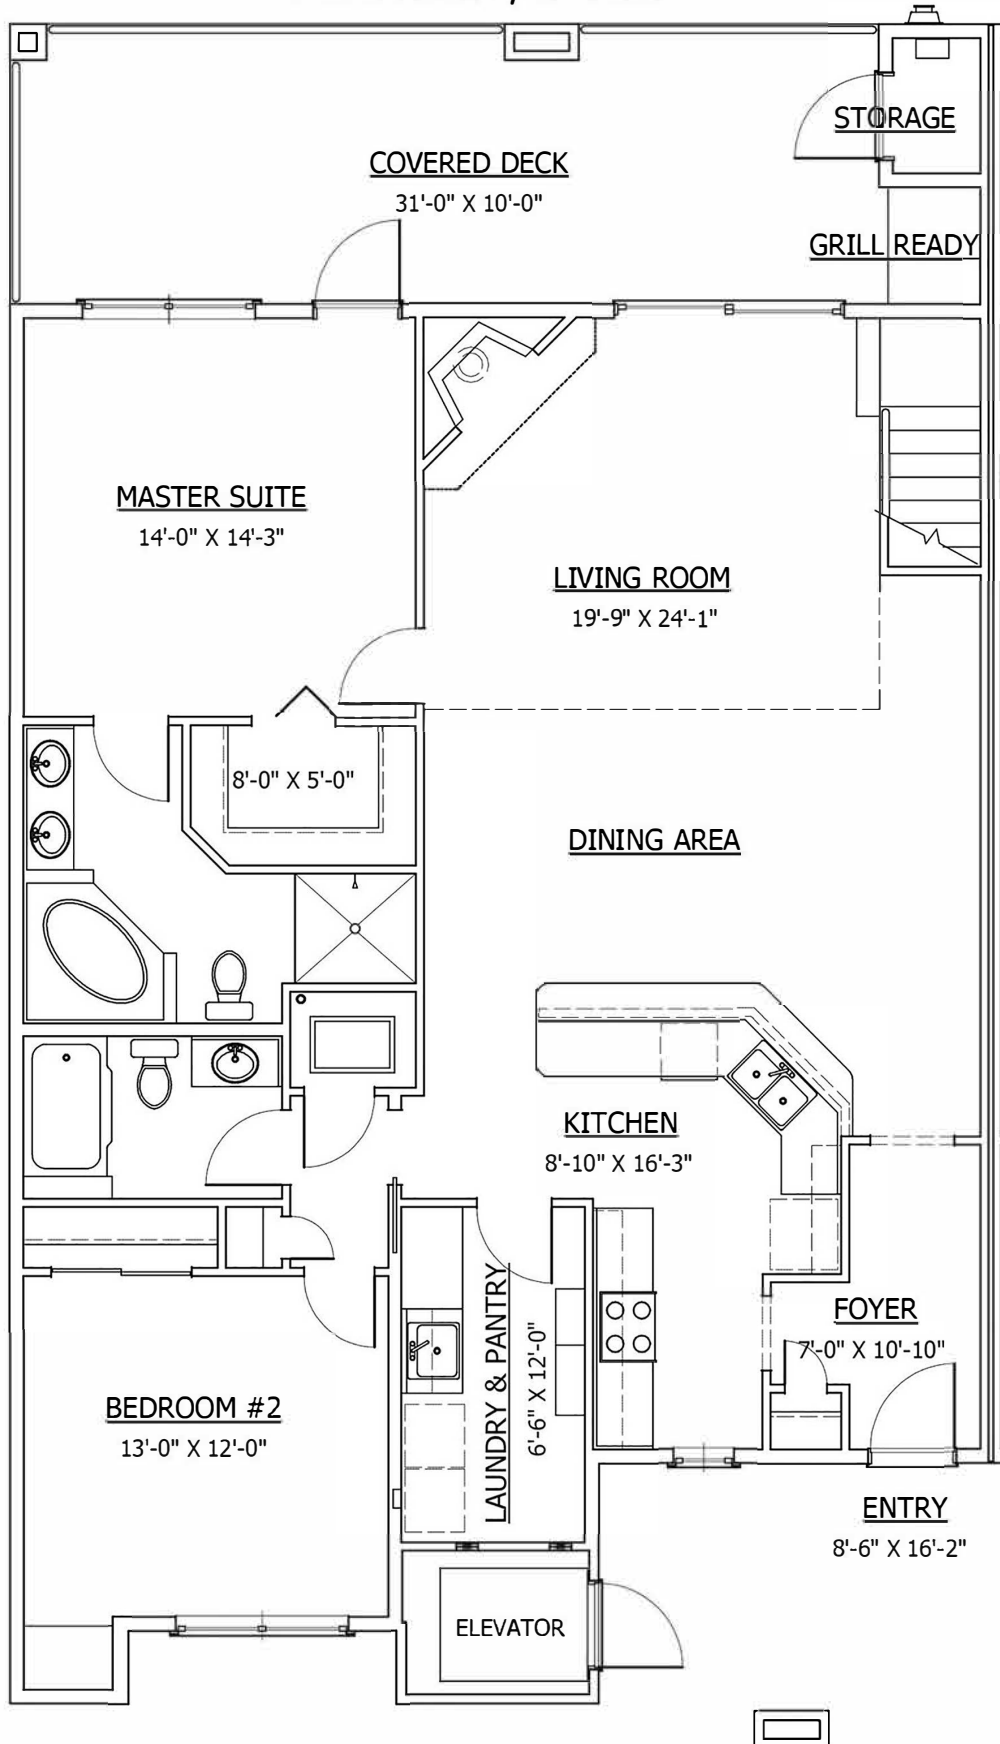 STORAGE
COVERED DECK
31'-0" X 10'-0"
GRILL READY
MASTER SUITE
14'-0" X 14'-3"
LIVING ROOM
19'-9" X 24'-1"
8'-0" X 5'-0"
DINING AREA
KITCHEN
8'-10" X 16'-3"
FOYER
7'-0" X 10'-10"
LAUNDRY & PANTRY
6'-6" X 12'-0"
BEDROOM #2
13'-0" X 12'-0"
ENTRY
8'-6" X 16'-2"
ELEVATOR